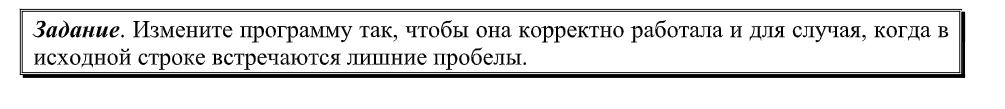 Задание. Измените программу так, чтобы она корректно работала и для случая, когда в
исходной строке встречаются лишние пробелы.